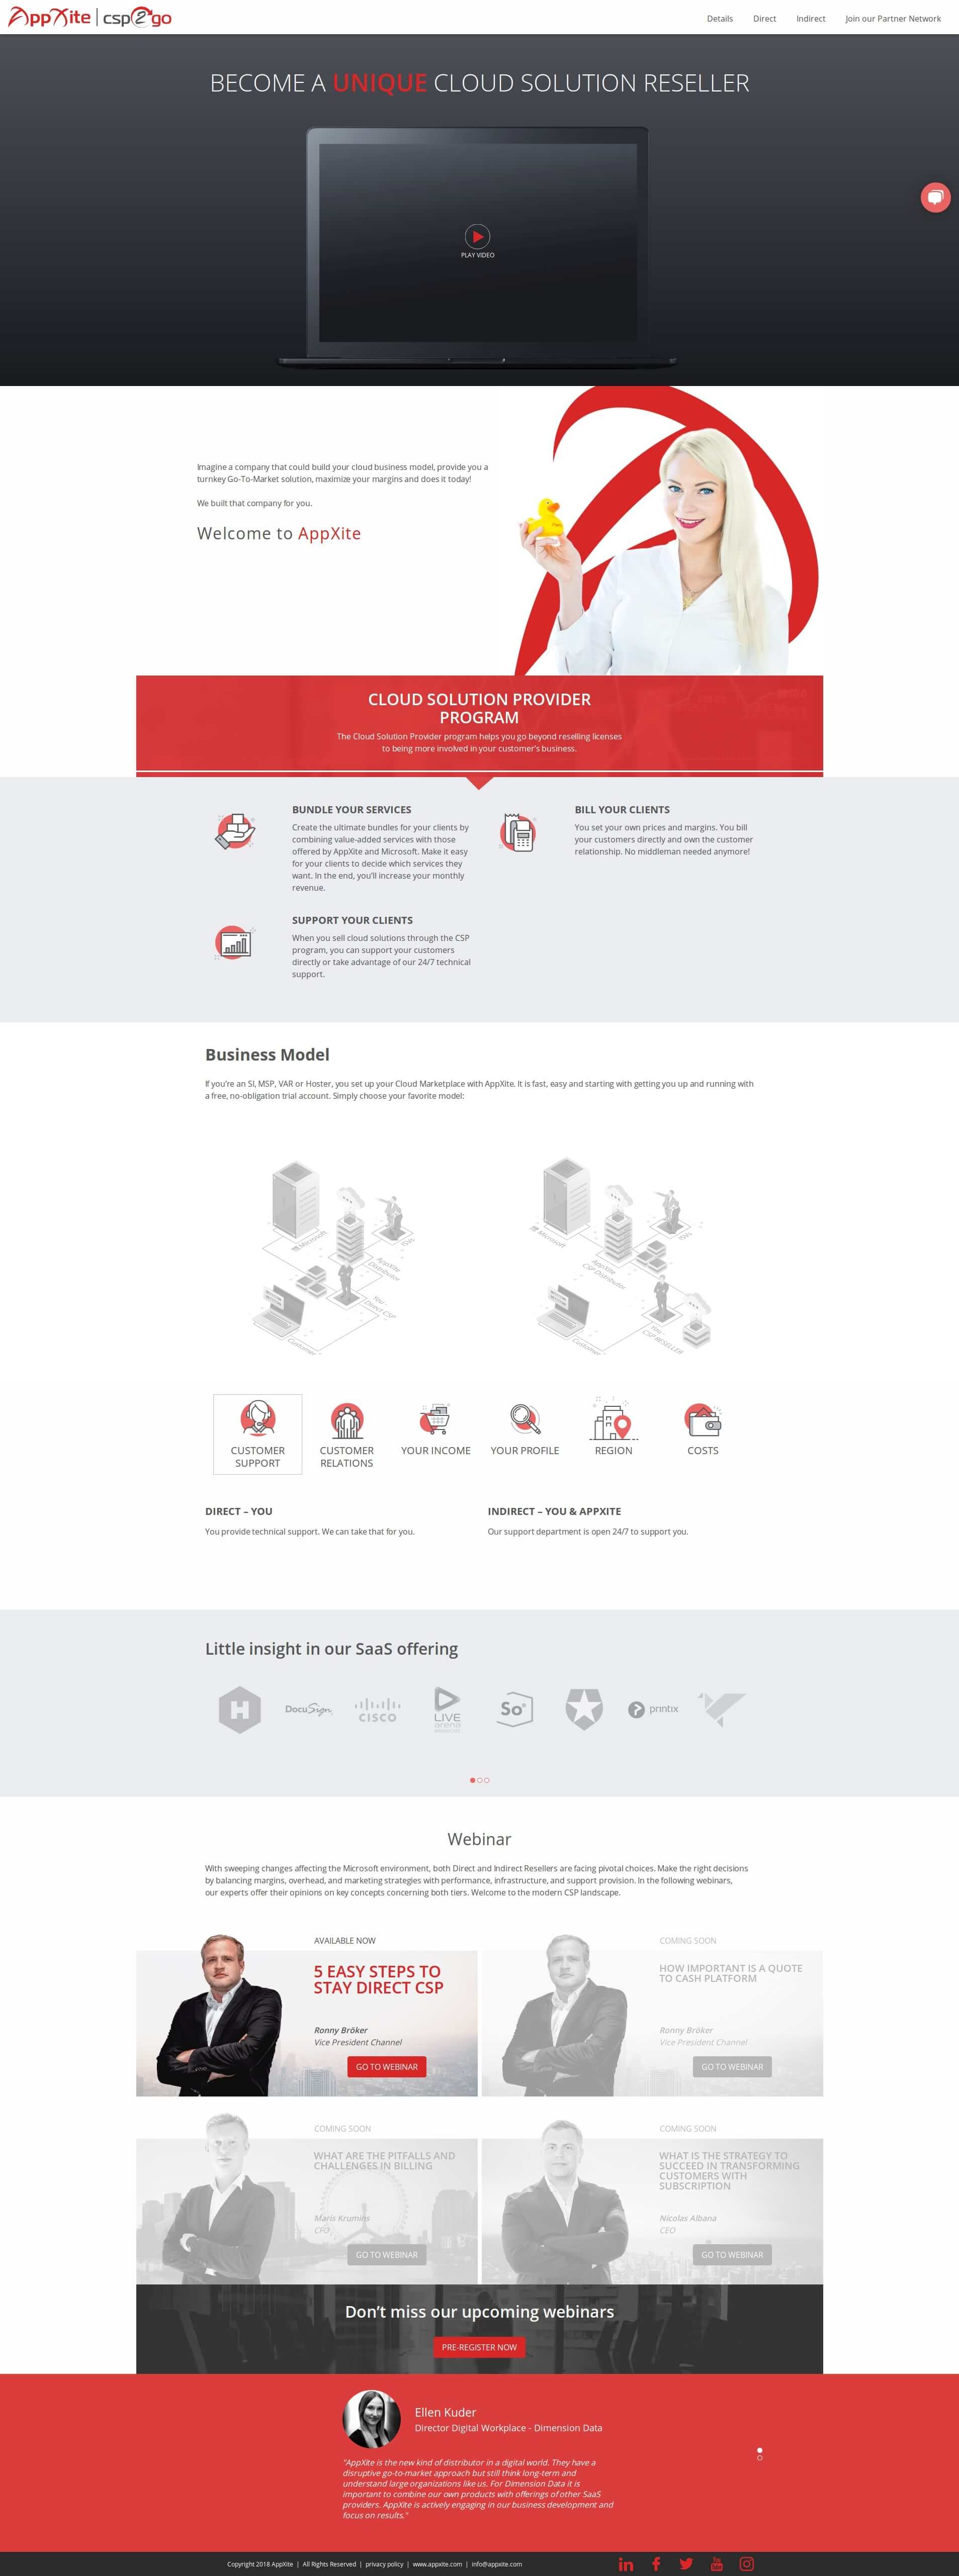 AppXite | csp2go
Details Direct Indirect Join our Partner Network
BECOME A UNIQUE CLOUD SOLUTION RESELLER
PLAY VIDEO
Imagine a company that could build your cloud business model, provide you a
turnkey Go-To-Market solution, maximize your margins and does it today!
We built that company for you.
Welcome to AppXite
CLOUD SOLUTION PROVIDER
PROGRAM
The Cloud Solution Provider program helps you go beyond reselling licenses
to being more involved in your customer's business.
BUNDLE YOUR SERVICES
Create the ultimate bundles for your clients by
combining value-added services with those
offered by AppXite and Microsoft. Make it easy
for your clients to decide which services they
want. In the end, you'll increase your monthly
revenue.
BILL YOUR CLIENTS
You set your own prices and margins. You bill
your customers directly and own the customer
relationship. No middleman needed anymore!
SUPPORT YOUR CLIENTS
When you sell cloud solutions through the CSP
program, you can support your customers
directly or take advantage of our 24/7 technical
support.
Business Model
If you're an SI, MSP, VAR or Hoster, you set up your Cloud Marketplace with AppXite. It is fast, easy and starting with getting you up and running with
a free, no-obligation trial account. Simply choose your favorite model:
Microsoft
ISVs
AppXite
Distributor
You -
Direct CSP
Customer
Microsoft
ISVs
AppXite
CSP Distributor
You -
CSP RESELLER
Customer
CUSTOMER
SUPPORT
CUSTOMER
RELATIONS
YOUR INCOME
YOUR PROFILE
REGION
COSTS
DIRECT – YOU
You provide technical support. We can take that for you.
INDIRECT – YOU & APPXITE
Our support department is open 24/7 to support you.
Little insight in our SaaS offering
H
DocuSign
CISCO
LIVE
arena
So
printix
Webinar
With sweeping changes affecting the Microsoft environment, both Direct and Indirect Resellers are facing pivotal choices. Make the right decisions
by balancing margins, overhead, and marketing strategies with performance, infrastructure, and support provision. In the following webinars,
our experts offer their opinions on key concepts concerning both tiers. Welcome to the modern CSP landscape.
AVAILABLE NOW
5 EASY STEPS TO
STAY DIRECT CSP
Ronny Bröker
Vice President Channel
GO TO WEBINAR
COMING SOON
HOW IMPORTANT IS A QUOTE
TO CASH PLATFORM
Ronny Bröker
Vice President Channel
GO TO WEBINAR
COMING SOON
WHAT ARE THE PITFALLS AND
CHALLENGES IN BILLING
Maris Krumins
CFO
GO TO WEBINAR
COMING SOON
WHAT IS THE STRATEGY TO
SUCCEED IN TRANSFORMING
CUSTOMERS WITH
SUBSCRIPTION
Nicolas Albana
CEO
GO TO WEBINAR
Don't miss our upcoming webinars
PRE-REGISTER NOW
Ellen Kuder
Director Digital Workplace - Dimension Data
"AppXite is the new kind of distributor in a digital world. They have a
disruptive go-to-market approach but still think long-term and
understand large organizations like us. For Dimension Data it is
important to combine our own products with offerings of other SaaS
providers. AppXite is actively engaging in our business development and
focus on results."
Copyright 2018 AppXite | All Rights Reserved | privacy policy | www.appxite.com | info@appxite.com